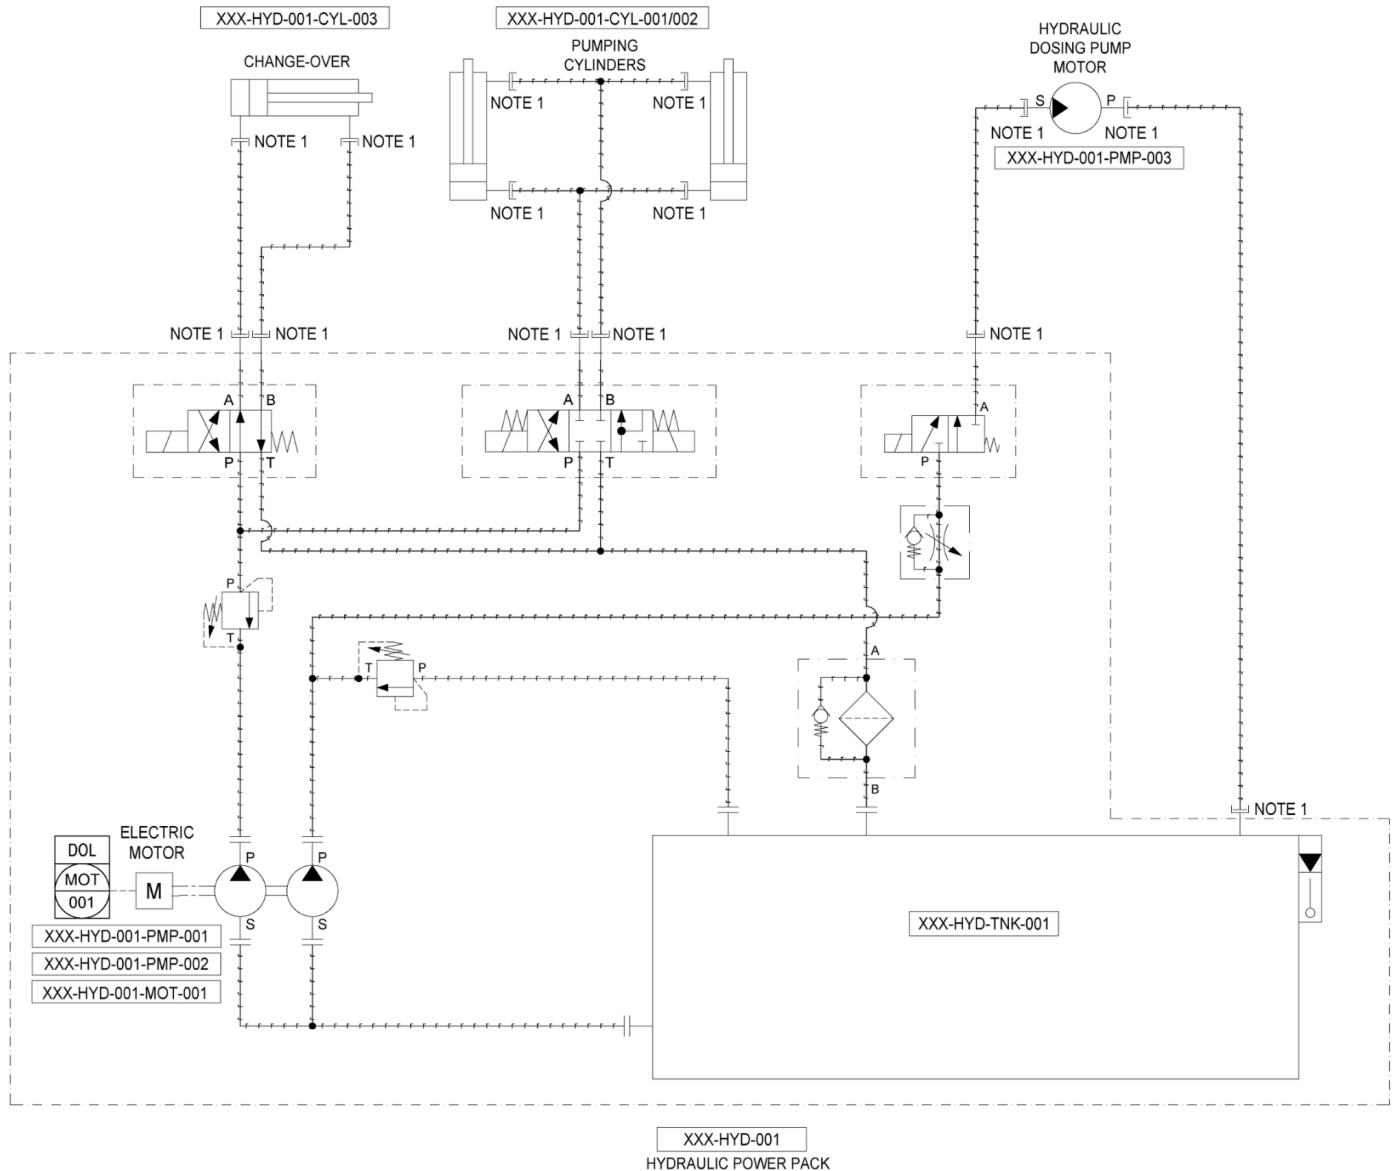 XXX-HYD-001-CYL-003
XXX-HYD-001-CYL-001/002
CHANGE-OVER
PUMPING
CYLINDERS
HYDRAULIC
DOSING PUMP
MOTOR
NOTE 1
NOTE 1
S
P
NOTE 1
NOTE 1
NOTE 1
NOTE 1
XXX-HYD-001-PMP-003
NOTE 1
NOTE 1
NOTE 1
NOTE 1
NOTE 1
NOTE 1
NOTE 1
A
B
A
B
A
P
T
P
T
P
P
T
T
P
A
B
NOTE 1
ELECTRIC
MOTOR
DOL
MOT
001
M
P
P
S
S
XXX-HYD-001-PMP-001
XXX-HYD-001-PMP-002
XXX-HYD-001-MOT-001
XXX-HYD-TNK-001
XXX-HYD-001
HYDRAULIC POWER PACK